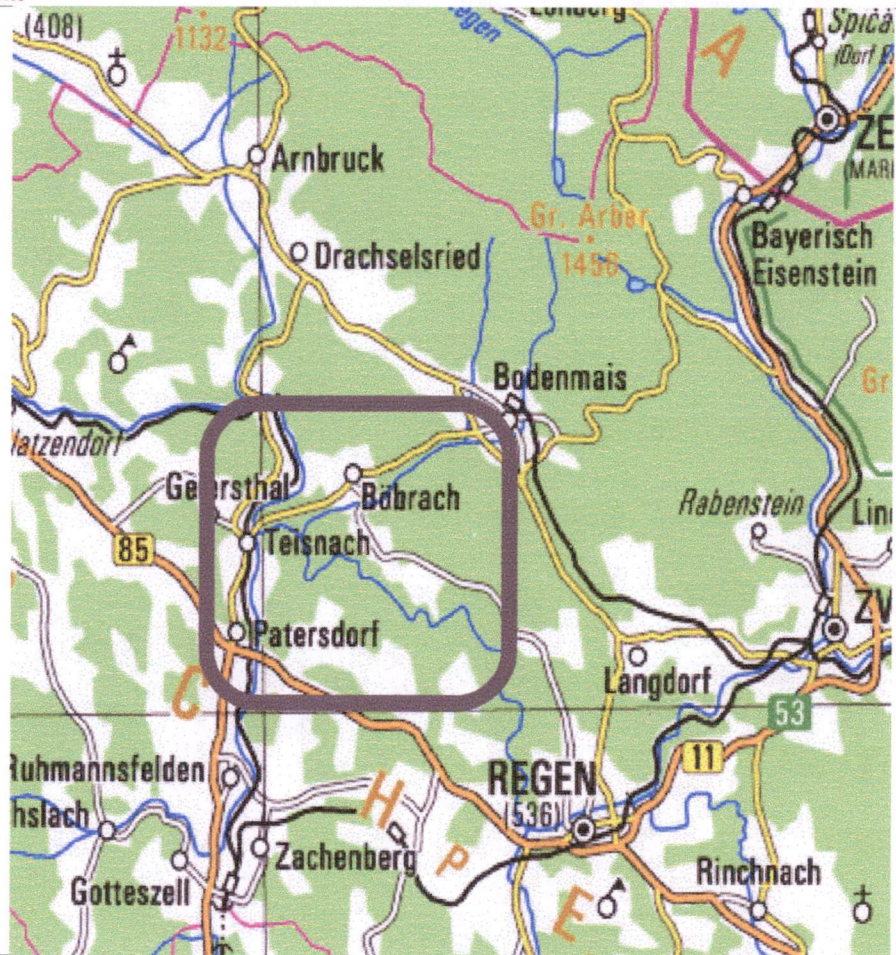 (408)
1132
A
Arnbruck
Gr. Arber
1456
Drachselsried
Bayerisch
Eisenstein
Bodenmais
Gr
Böbrach
Rabenstein
85
Teisnach
Patersdorf
C
Langdorf
53
11
Ruhmannsfelden
REGEN
(536)
H
P
E
Zachenberg
Gotteszell
Rinchnach